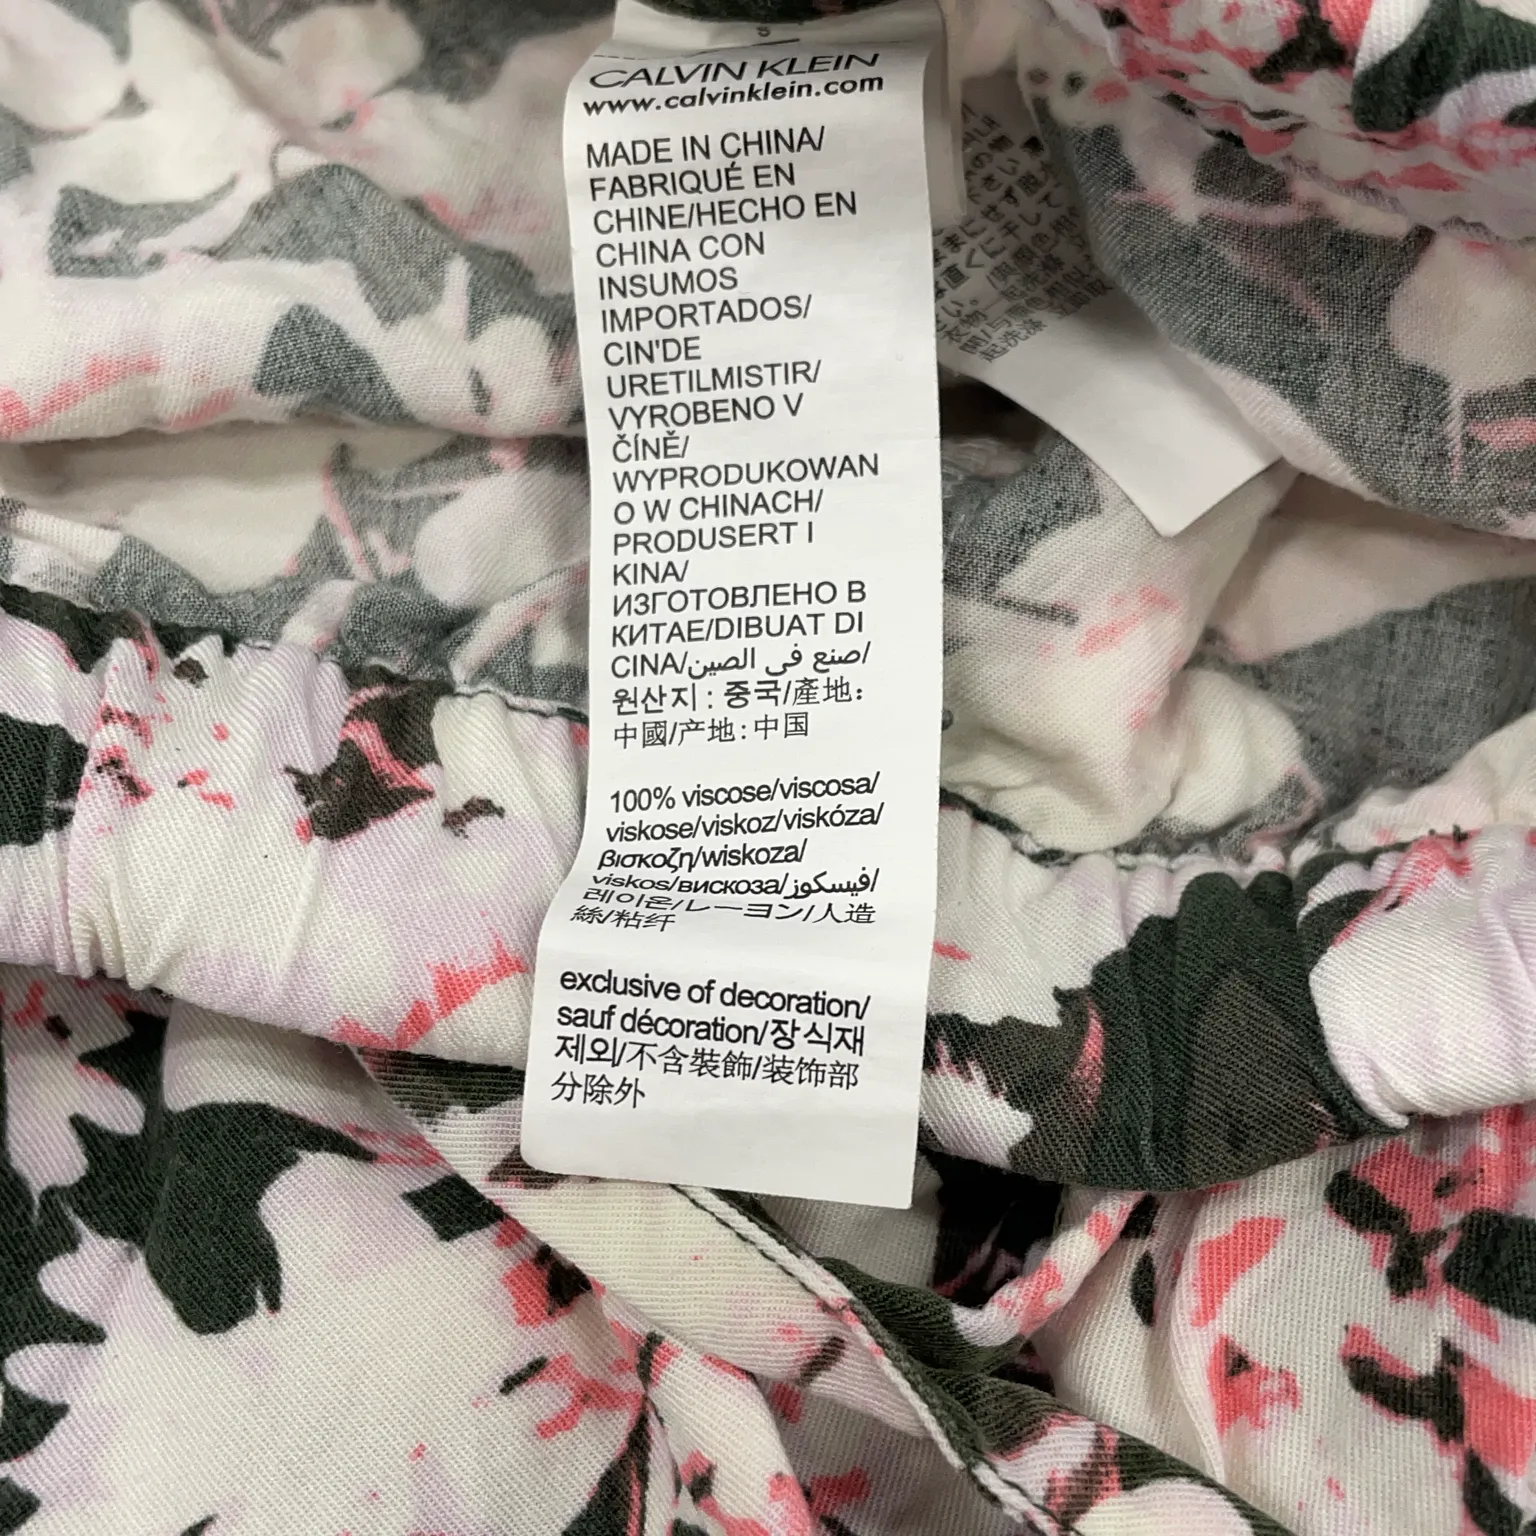 S
CALVIN KLEIN
www.calvinklein.com
MADE IN CHINA/
FABRIQUÉ EN
CHINE/HECHO EN
CHINA CON
INSUMOS
IMPORTADOS/
CIN'DE
URETILMISTIR/
VYROBENO V
ČÍNĚ/
WYPRODUKOWAN
O W CHINACH/
PRODUSERT I
KINA/
ИЗГОТОВЛЕНО В
КИТАЕ/DIBUAT DI
CINA/صنع في الصين/
원산지 : 중국/產地:
中國/产地:中国
100% viscose/viscosa/
viskose/viskoz/viskóza/
βισκοζη/wiskoza/
viskos/вискоза/فيسكوز/
레이온/レーヨン/人造
絲/粘纤
exclusive of decoration/
sauf décoration/장식재
제외/不含裝飾/装饰部
分除外
起洗涤